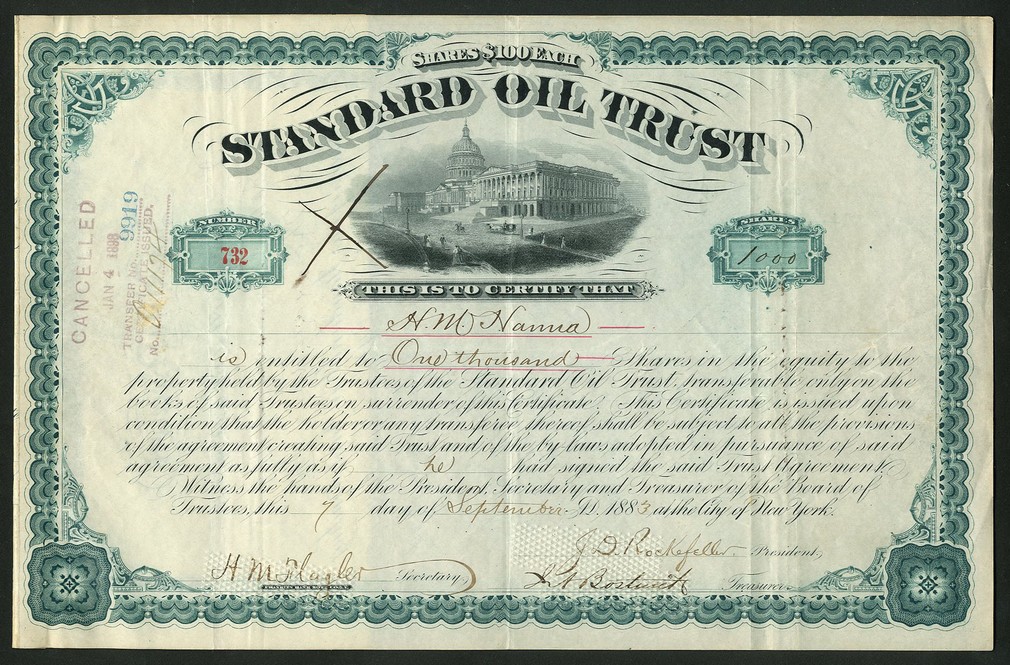 SHARES $100 EACH
STANDARD OIL TRUST
NUMBER
732
SHARES
1000
CANCELLED
JAN 4
TRANSFER No. 9919
CERTIFICATE ISSUED.
No.
THIS IS TO CERTIFY THAT
H. M. Hanna
is entitled to One thousand Shares in the equity to the
property held by the Trustees of the Standard Oil Trust, transferable only on the
books of said Trustees on surrender of this Certificate. This Certificate is issued upon
condition that the holder or any transferee thereof shall be subject to all the provisions
of the agreement creating said Trust and of the by-laws adopted in pursuance of said
agreement as fully as if he had signed the said Trust Agreement.
Witness the hands of the President, Secretary and Treasurer of the Board of
Trustees, this 7 day of September A.D. 1883 at the city of New York.
J. D. Rockefeller President,
H M Flagler Secretary, Treasurer